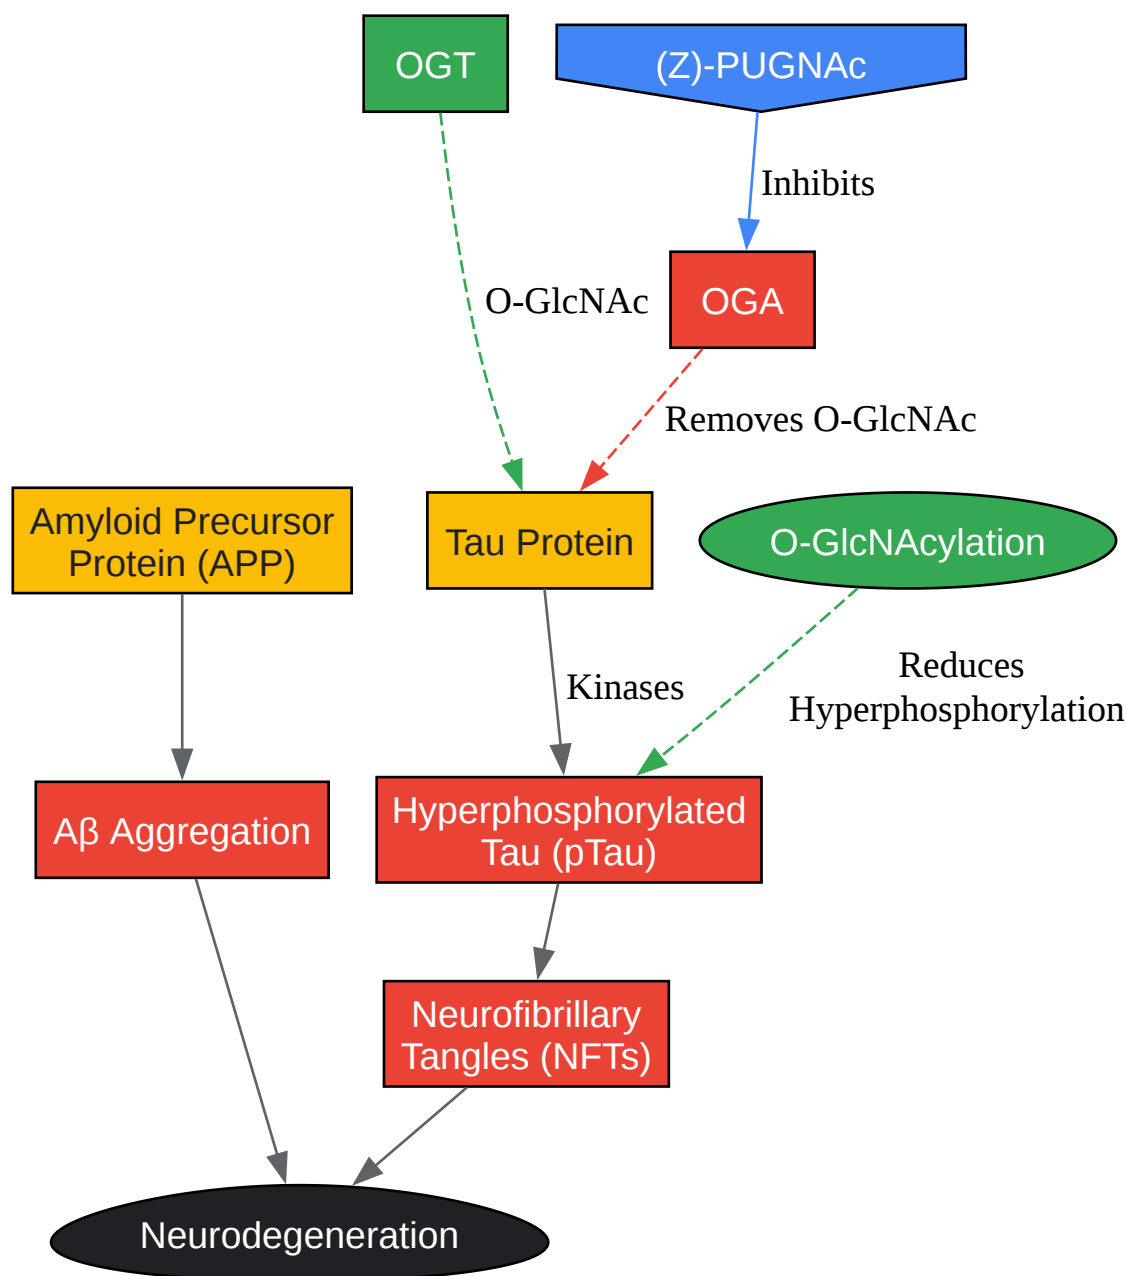 OGT
(Z)-PUGNAc
Inhibits
O-GlcNAc
OGA
Removes O-GlcNAc
Amyloid Precursor
Protein (APP)
Tau Protein
O-GlcNAcylation
Kinases
Reduces
Hyperphosphorylation
Aβ Aggregation
Hyperphosphorylated
Tau (pTau)
Neurofibrillary
Tangles (NFTs)
Neurodegeneration